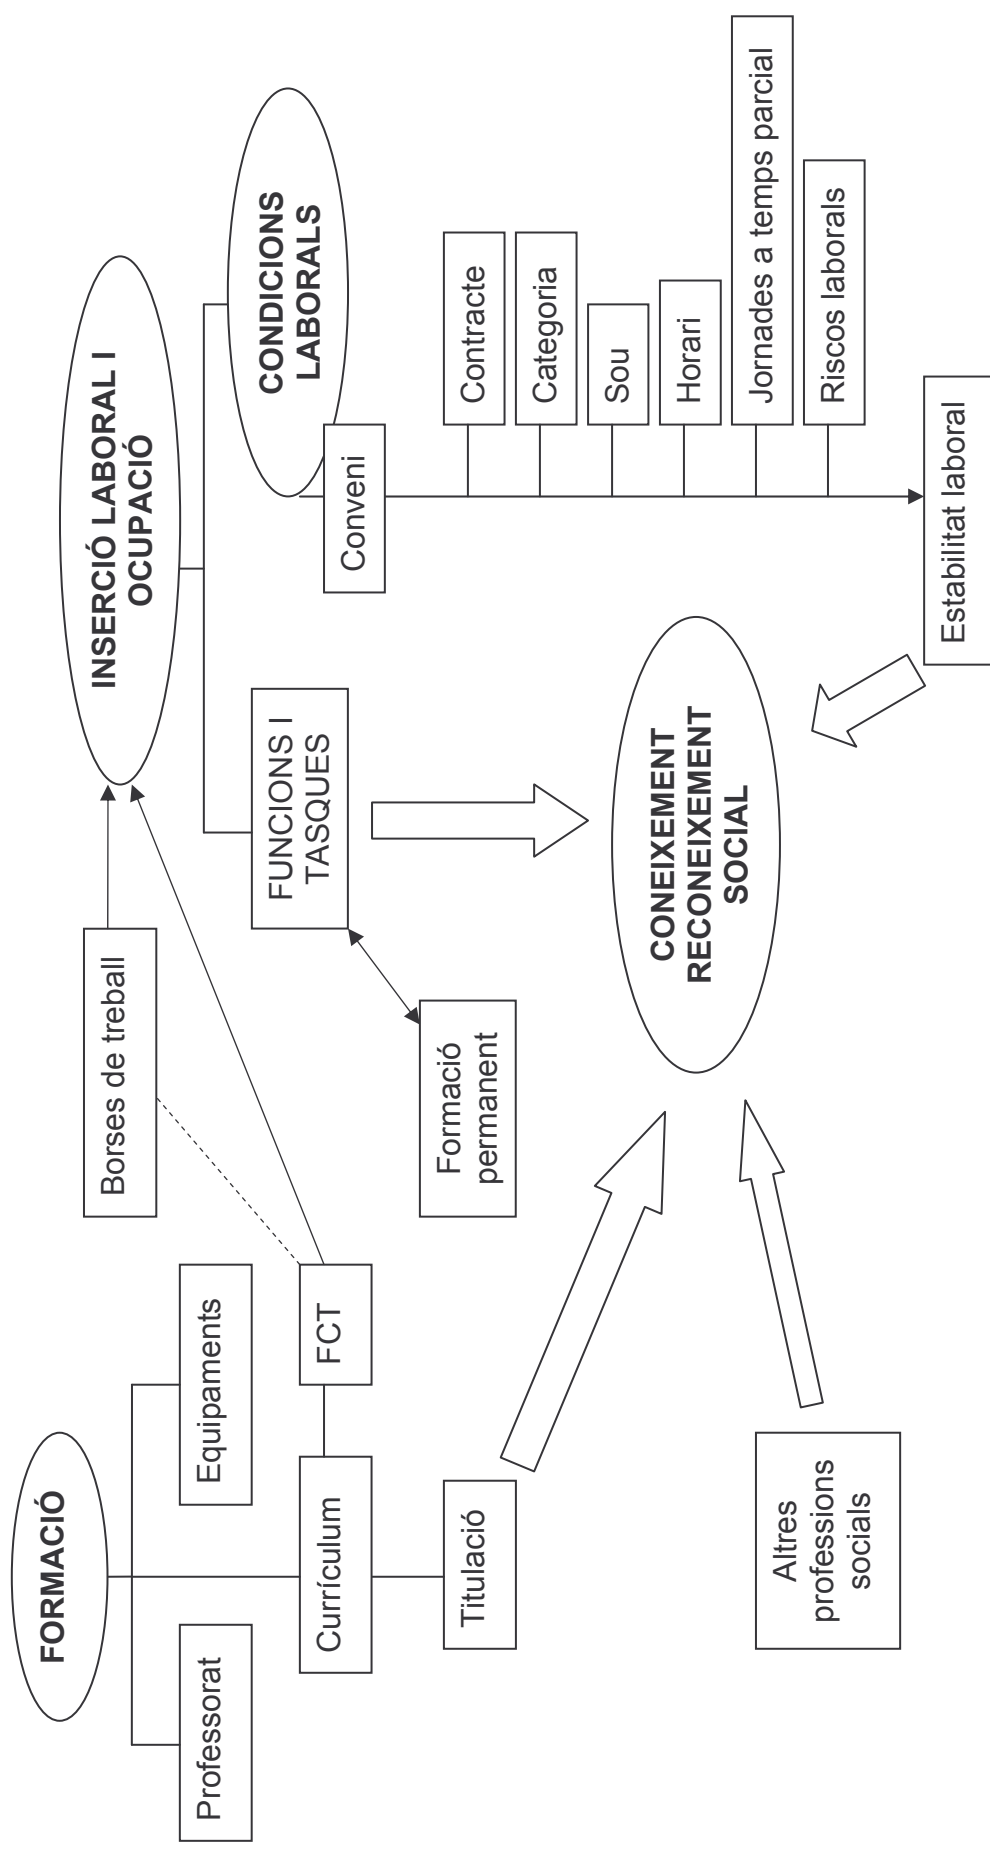 FORMACIÓ
Professorat
Equipaments
Currículum
FCT
Titulació
Borses de treball
INSERCIÓ LABORAL I
OCUPACIÓ
FUNCIONS I
TASQUES
Formació
permanent
CONDICIONS
LABORALS
Conveni
Contracte
Categoria
Sou
Horari
Jornades a temps parcial
Riscos laborals
Estabilitat laboral
CONEIXEMENT
RECONEIXEMENT
SOCIAL
Altres
professions
socials